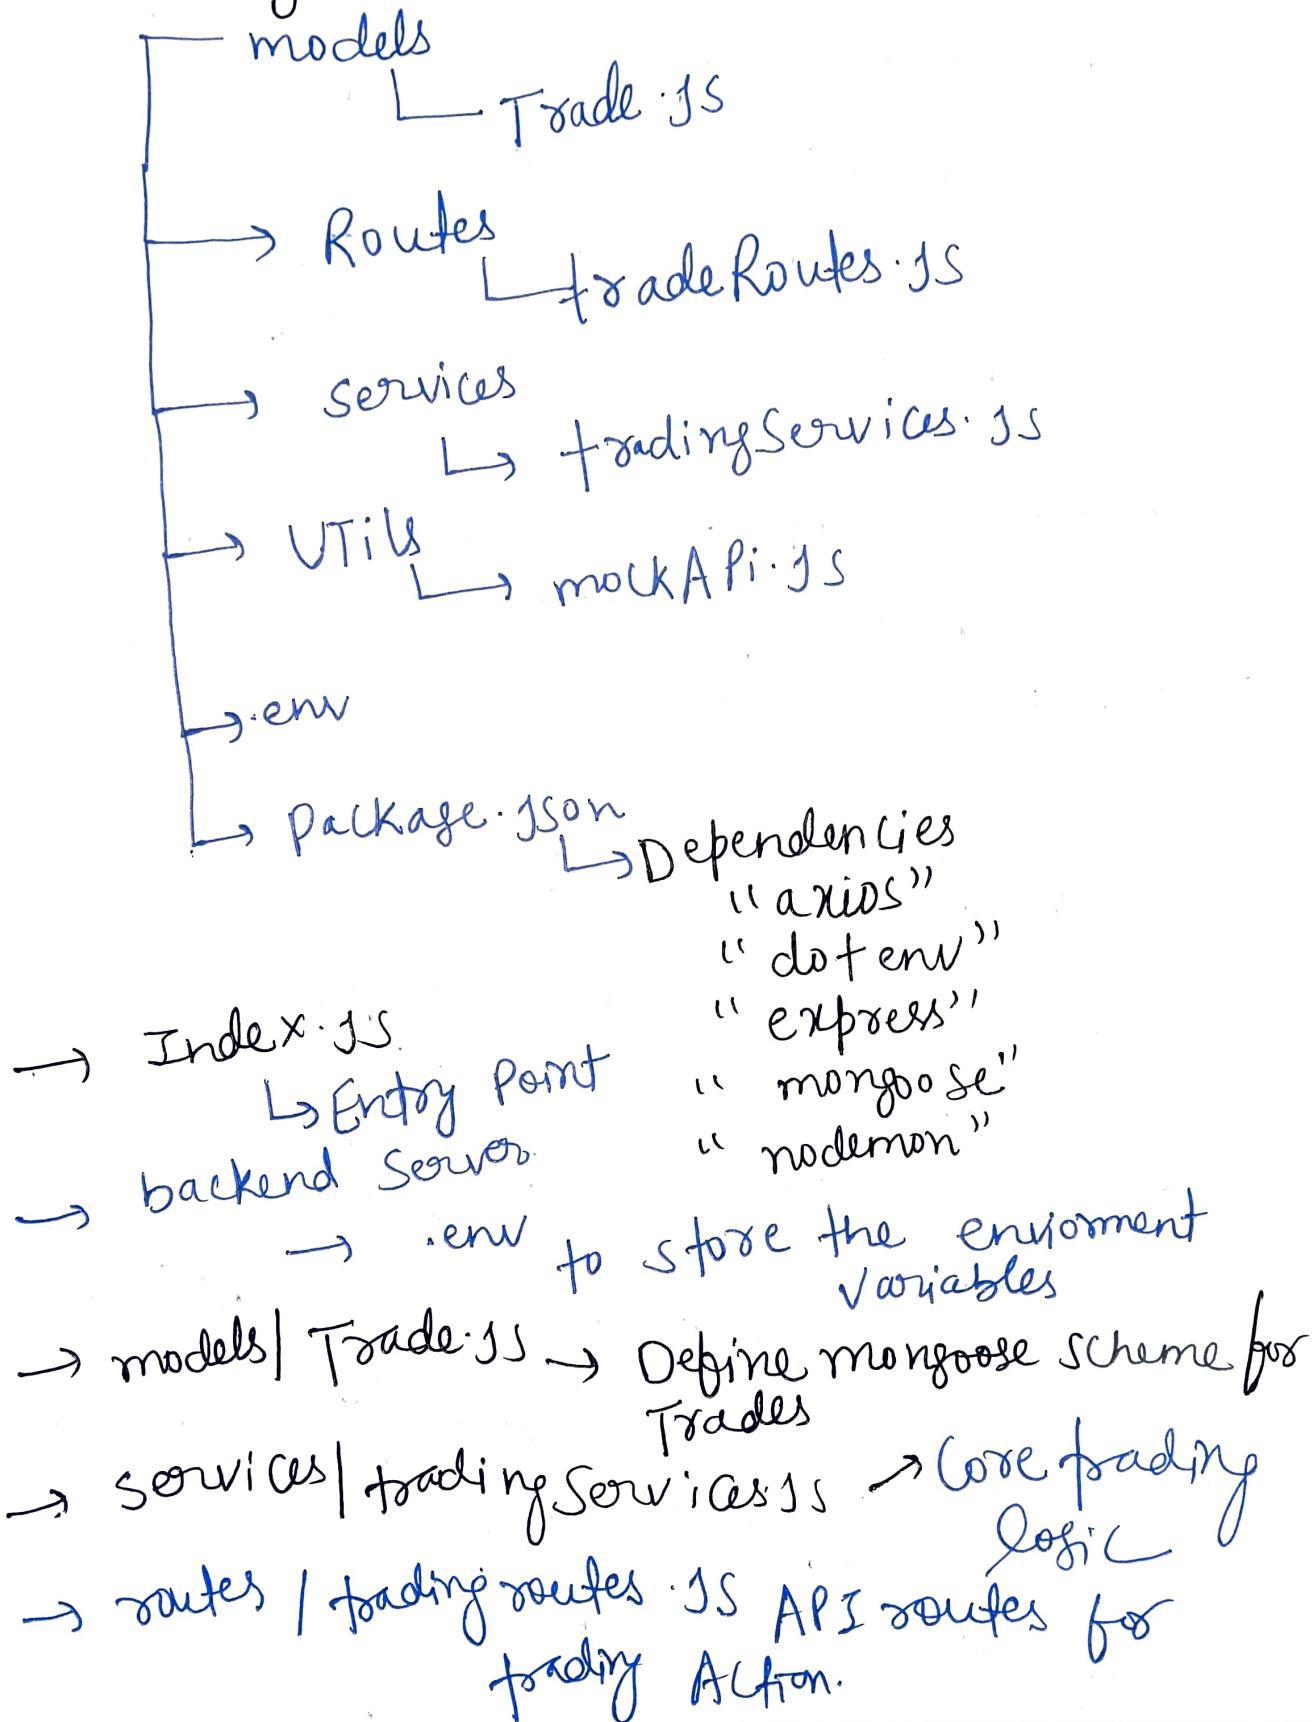 models
Trade.js
Routes
tradeRoutes.js
services
tradingServices.js
UTils
mockAPi.js
.env
package.json
Dependencies
"axios"
"dotenv"
"express"
"mongoose"
"nodemon"
→ Index.js
↳ Entry Point
→ backend Server
→ .env to store the enviorment
variables
→ models/Trade.js → Define mongoose scheme for
Trades
→ services/tradingServices js → Core trading
logic
→ routes/tradingroutes.js API routes for
trading Action.